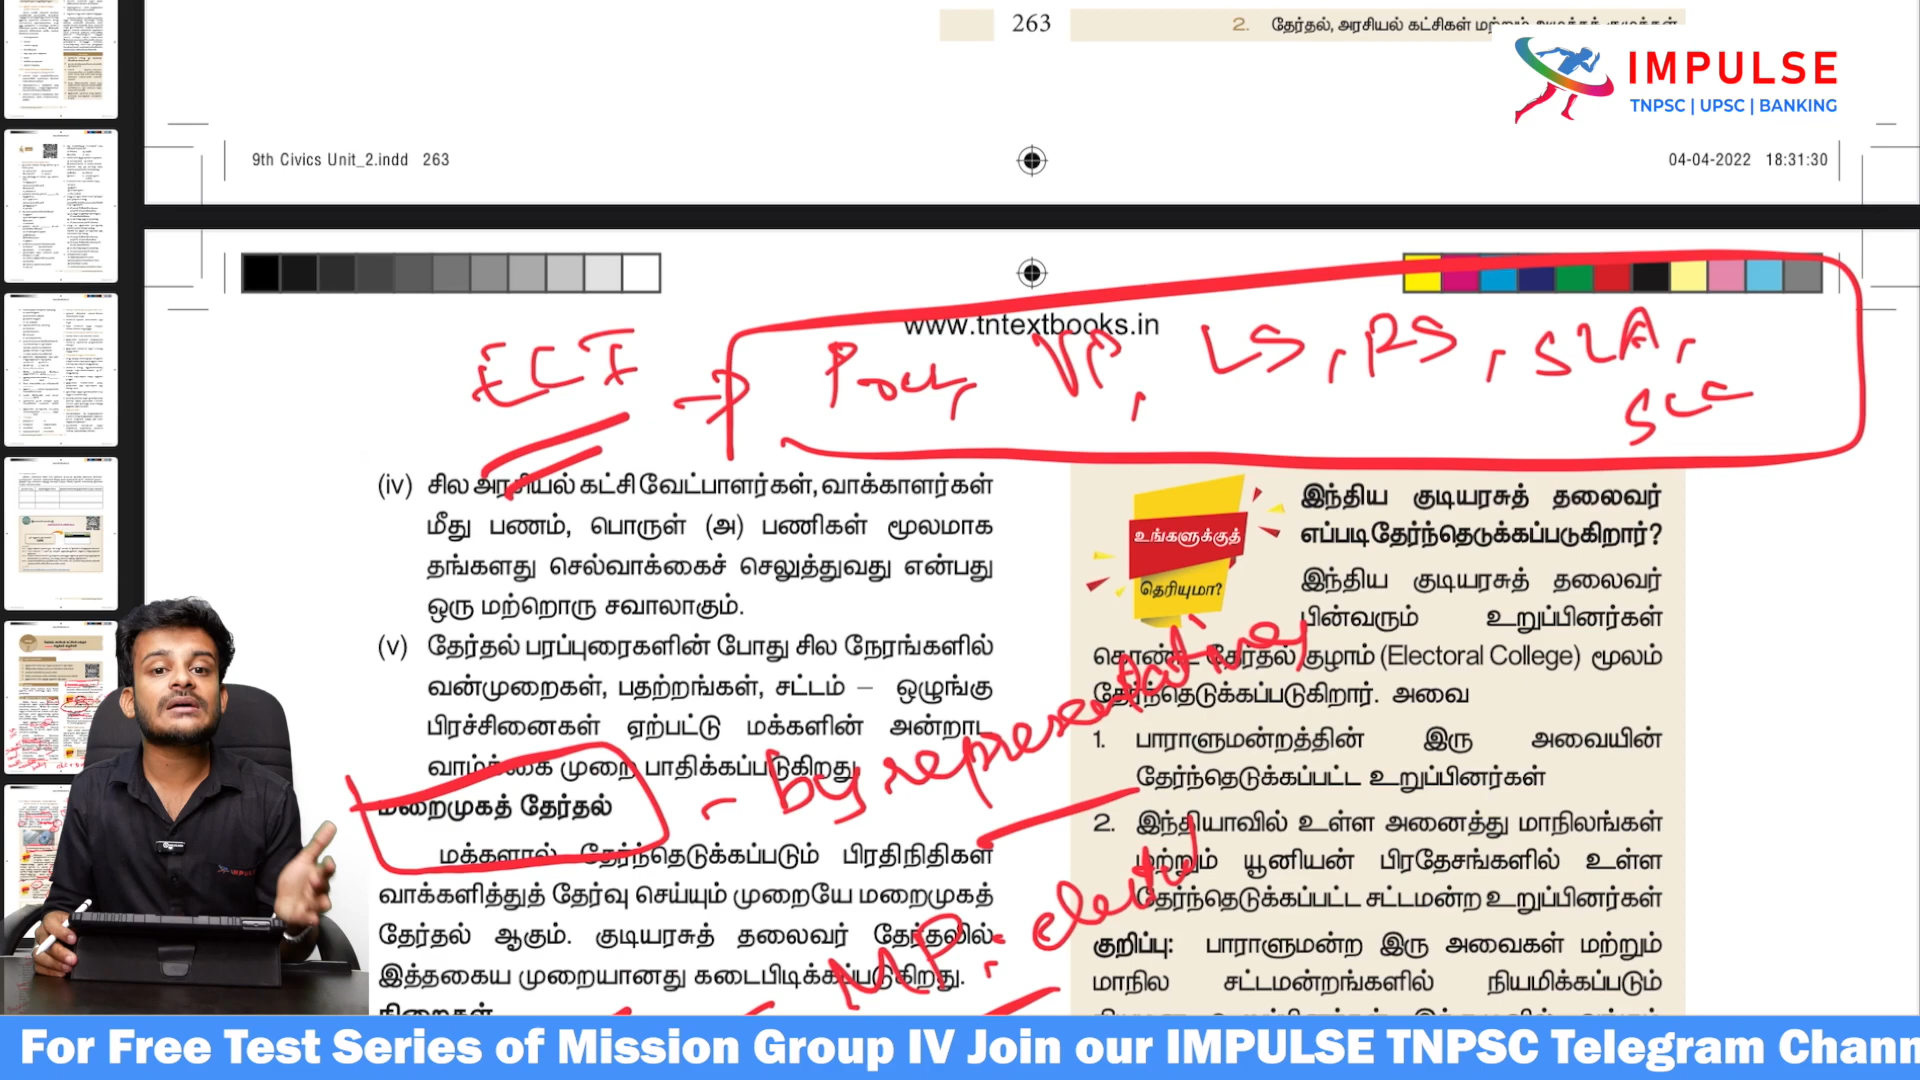 263
2. தேர்தல், அரசியல் கட்சிகள் மற்றும் அழுத்தக் குழுக்கள்
IMPULSE
TNPSC | UPSC | BANKING
9th Civics Unit_2.indd 263
04-04-2022 18:31:30
www.tntextbooks.in
ECI → , VP, LS, RS, SLA,
SLC
(iv) சில அரசியல் கட்சி வேட்பாளர்கள், வாக்காளர்கள்
மீது பணம், பொருள் (அ) பணிகள் மூலமாக
தங்களது செல்வாக்கைச் செலுத்துவது என்பது
ஒரு மற்றொரு சவாலாகும்.
(v) தேர்தல் பரப்புரைகளின் போது சில நேரங்களில்
வன்முறைகள், பதற்றங்கள், சட்டம் – ஒழுங்கு
பிரச்சினைகள் ஏற்பட்டு மக்களின் அன்றாட
வாழ்க்கை முறை பாதிக்கப்படுகிறது.
மறைமுகத் தேர்தல்
- by representatives
மக்களால் தேர்ந்தெடுக்கப்படும் பிரதிநிதிகள்
வாக்களித்துத் தேர்வு செய்யும் முறையே மறைமுகத்
தேர்தல் ஆகும். குடியரசுத் தலைவர் தேர்தலில்
இத்தகைய முறையானது கடைபிடிக்கப்படுகிறது.
நிறைகள்
MP:
உங்களுக்குத்
தெரியுமா?
இந்திய குடியரசுத் தலைவர்
எப்படிதேர்ந்தெடுக்கப்படுகிறார்?
இந்திய குடியரசுத் தலைவர்
பின்வரும் உறுப்பினர்கள்
கொண்ட தேர்தல் குழாம் (Electoral College) மூலம்
தேர்ந்தெடுக்கப்படுகிறார். அவை
1. பாராளுமன்றத்தின் இரு அவையின்
தேர்ந்தெடுக்கப்பட்ட உறுப்பினர்கள்
2. இந்தியாவில் உள்ள அனைத்து மாநிலங்கள்
மற்றும் யூனியன் பிரதேசங்களில் உள்ள
தேர்ந்தெடுக்கப்பட்ட சட்டமன்ற உறுப்பினர்கள்
குறிப்பு: பாராளுமன்ற இரு அவைகள் மற்றும்
மாநில சட்டமன்றங்களில் நியமிக்கப்படும்
For Free Test Series of Mission Group IV Join our IMPULSE TNPSC Telegram Chann